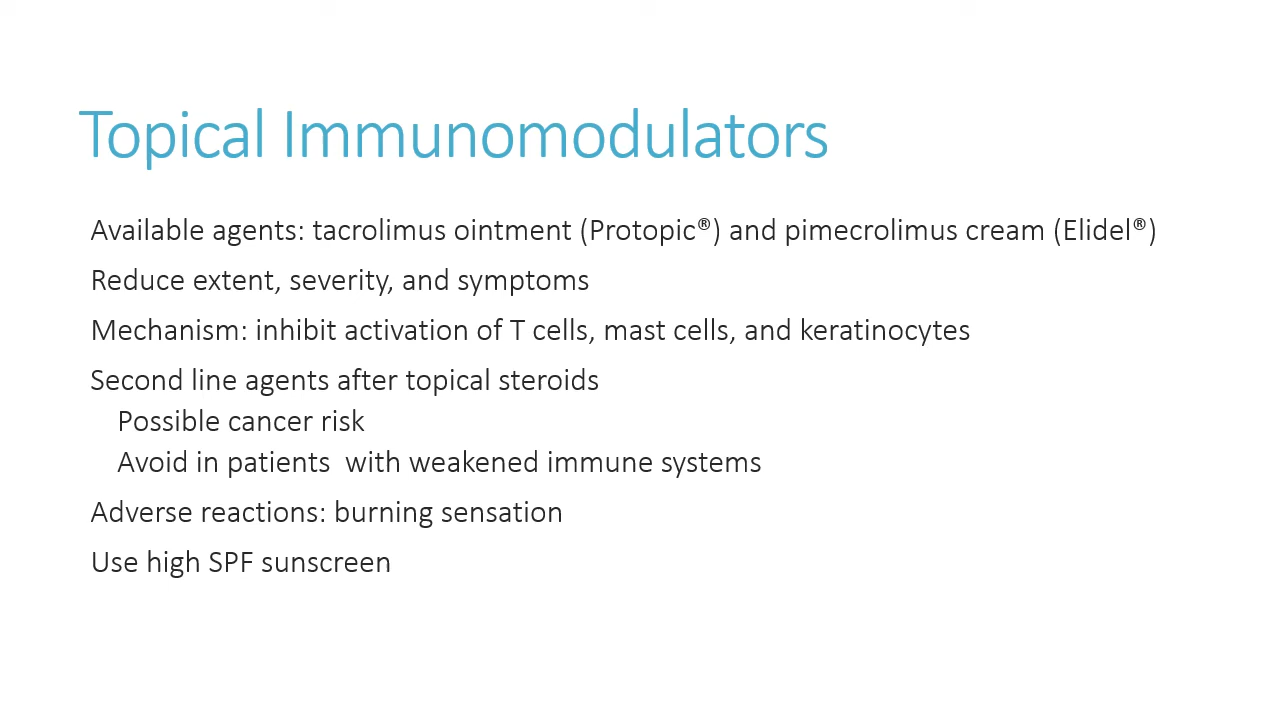 Topical Immunomodulators
Available agents: tacrolimus ointment (Protopic®) and pimecrolimus cream (Elidel®)
Reduce extent, severity, and symptoms
Mechanism: inhibit activation of T cells, mast cells, and keratinocytes
Second line agents after topical steroids
Possible cancer risk
Avoid in patients  with weakened immune systems
Adverse reactions: burning sensation
Use high SPF sunscreen